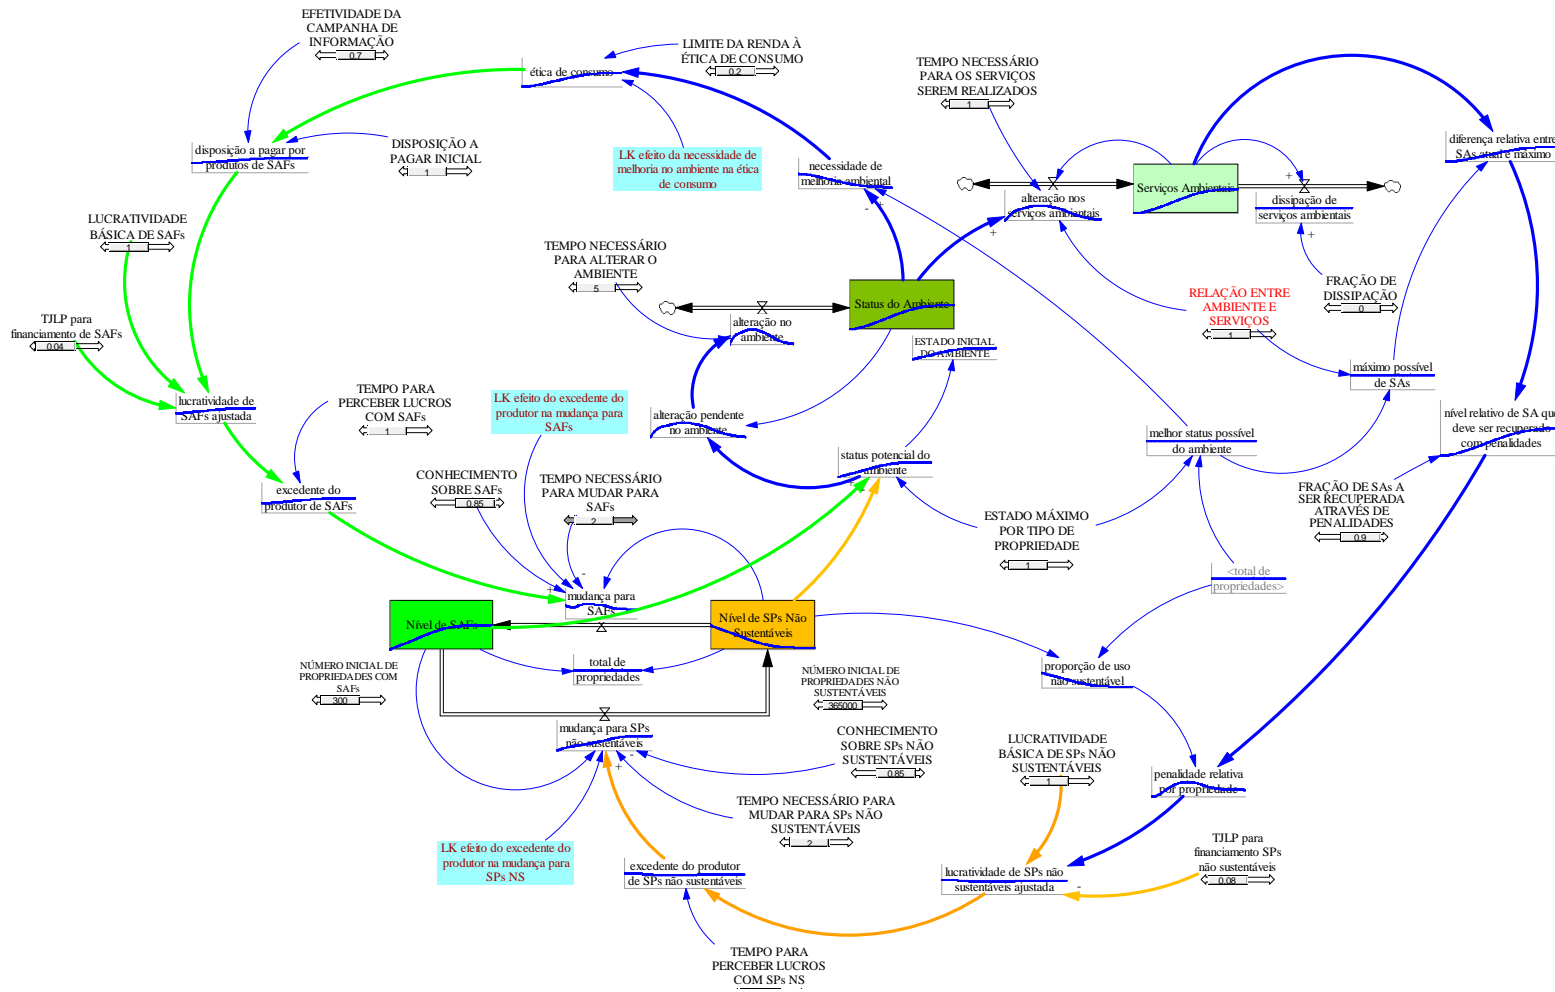 EFETIVIDADE DA
CAMPANHA DE
INFORMAÇÃO
0.7
ética de consumo
LIMITE DA RENDA À
ÉTICA DE CONSUMO
0.2
TEMPO NECESSÁRIO
PARA OS SERVIÇOS
SEREM REALIZADOS
1
diferença relativa entre
SAs atual e máximo
disposição a pagar por
produtos de SAFs
DISPOSIÇÃO A
PAGAR INICIAL
1
LK efeito da necessidade de
melhoria no ambiente na ética
de consumo
necessidade de
melhoria ambiental
-
+
alteração nos
serviços ambientais
+
Serviços Ambientais
+
dissipação de
serviços ambientais
+
LUCRATIVIDADE
BÁSICA DE SAFs
1
TEMPO NECESSÁRIO
PARA ALTERAR O
AMBIENTE
5
Status do Ambiente
RELAÇÃO ENTRE
AMBIENTE E
SERVIÇOS
1
FRAÇÃO DE
DISSIPAÇÃO
0
TJLP para
financiamento de SAFs
0.04
alteração no
ambiente
ESTADO INICIAL
DO AMBIENTE
máximo possível
de SAs
lucratividade de
SAFs ajustada
TEMPO PARA
PERCEBER LUCROS
COM SAFs
1
LK efeito do excedente do
produtor na mudança para
SAFs
alteração pendente
no ambiente
status potencial do
ambiente
+
melhor status possível
do ambiente
nível relativo de SA que
deve ser recuperado
com penalidades
excedente do
produtor de SAFs
CONHECIMENTO
SOBRE SAFs
0.85
TEMPO NECESSÁRIO
PARA MUDAR PARA
SAFs
2
ESTADO MÁXIMO
POR TIPO DE
PROPRIEDADE
1
FRAÇÃO DE SAs A
SER RECUPERADA
ATRAVÉS DE
PENALIDADES
0.9
<total de
propriedades>
+
-
mudança para
SAFs
Nível de SAFs
Nível de SPs Não
Sustentáveis
total de
propriedades
NÚMERO INICIAL DE
PROPRIEDADES COM
SAFs
300
NÚMERO INICIAL DE
PROPRIEDADES NÃO
SUSTENTÁVEIS
365000
proporção de uso
não sustentável
mudança para SPs
não sustentáveis
+
-
CONHECIMENTO
SOBRE SPs NÃO
SUSTENTÁVEIS
0.85
LUCRATIVIDADE
BÁSICA DE SPs NÃO
SUSTENTÁVEIS
1
penalidade relativa
por propriedade
TEMPO NECESSÁRIO PARA
MUDAR PARA SPs NÃO
SUSTENTÁVEIS
2
LK efeito do excedente do
produtor na mudança para
SPs NS
excedente do produtor
de SPs não sustentáveis
lucratividade de SPs não
sustentáveis ajustada
-
TJLP para
financiamento SPs
não sustentáveis
0.08
TEMPO PARA
PERCEBER LUCROS
COM SPs NS